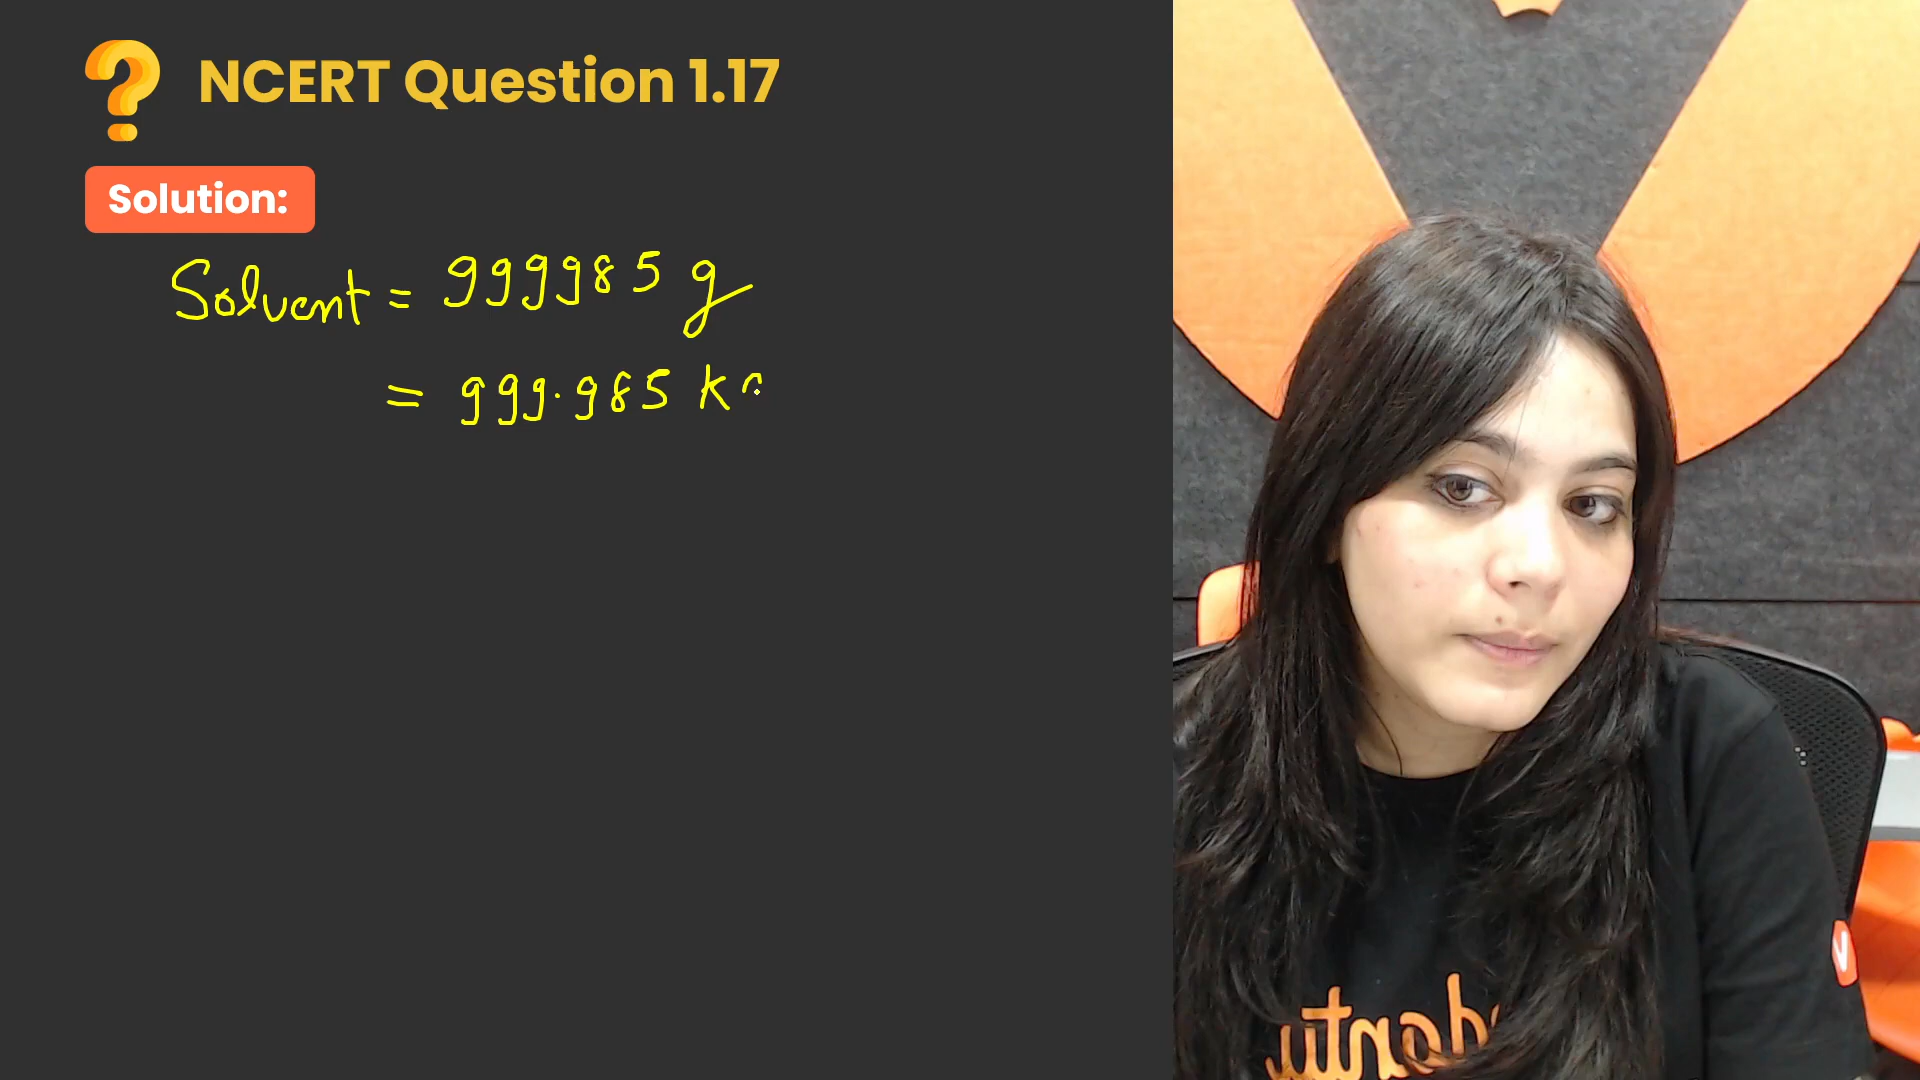 NCERT Question 1.17
Solution:
Solvent = 999985 g
= 999.985 k